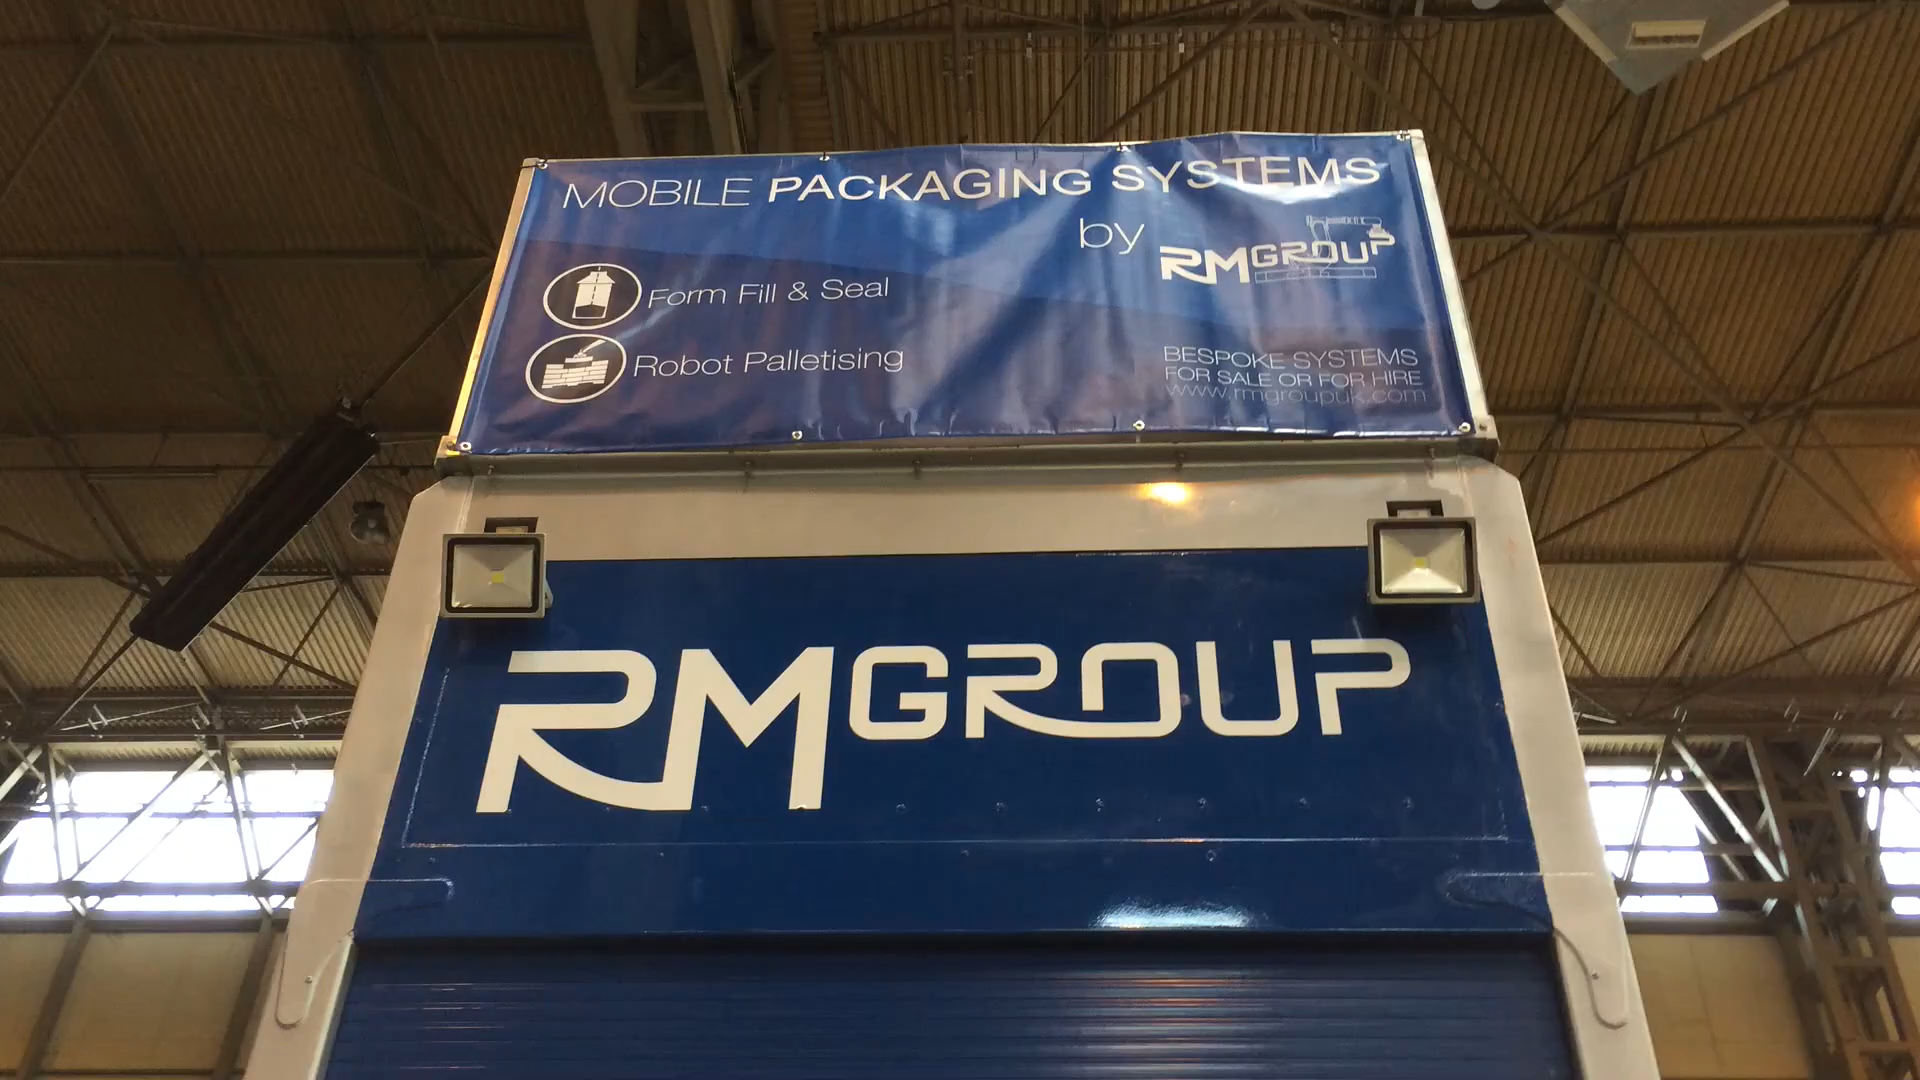 MOBILE PACKAGING SYSTEMS
by RMGROUP
Form Fill & Seal
Robot Palletising
BESPOKE SYSTEMS
FOR SALE OR FOR HIRE
www.rmgroupuk.com
RMGROUP